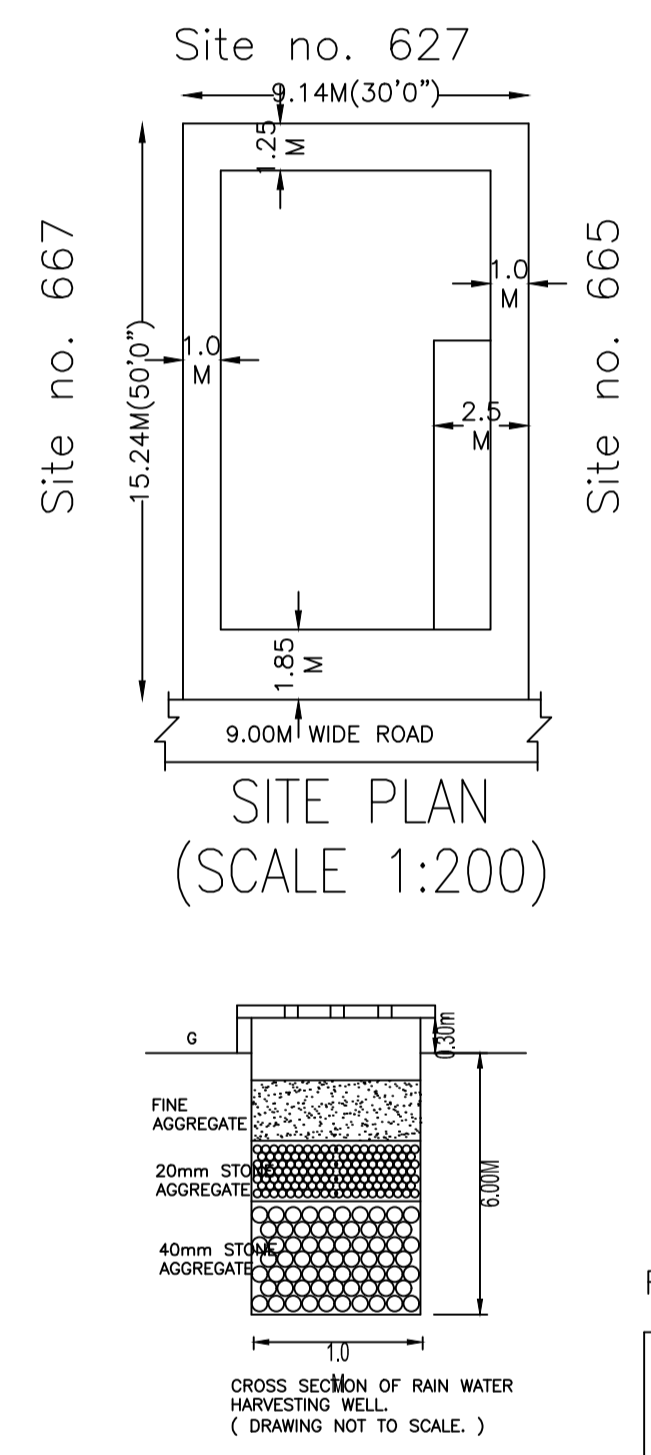 Site no. 627
9.14M(30'0")
1.25
M
Site no. 667
15.24M(50'0")
1.0
M
1.0
M
Site no. 665
2.5
M
1.85
M
9.00M WIDE ROAD
SITE PLAN
(SCALE 1:200)
G
0.30m
FINE
AGGREGATE
20mm STONE
AGGREGATE
6.00M
40mm STONE
AGGREGATE
1.0
M
CROSS SECTION OF RAIN WATER
HARVESTING WELL.
( DRAWING NOT TO SCALE. )